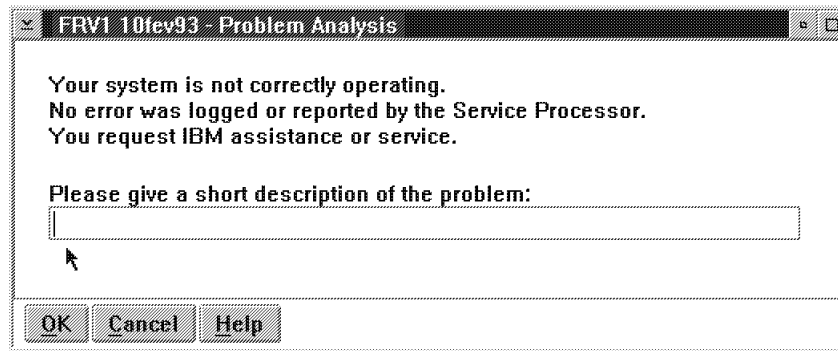 FRV1 10fev93 - Problem Analysis
Your system is not correctly operating.
No error was logged or reported by the Service Processor.
You request IBM assistance or service.
Please give a short description of the problem:
OK Cancel Help